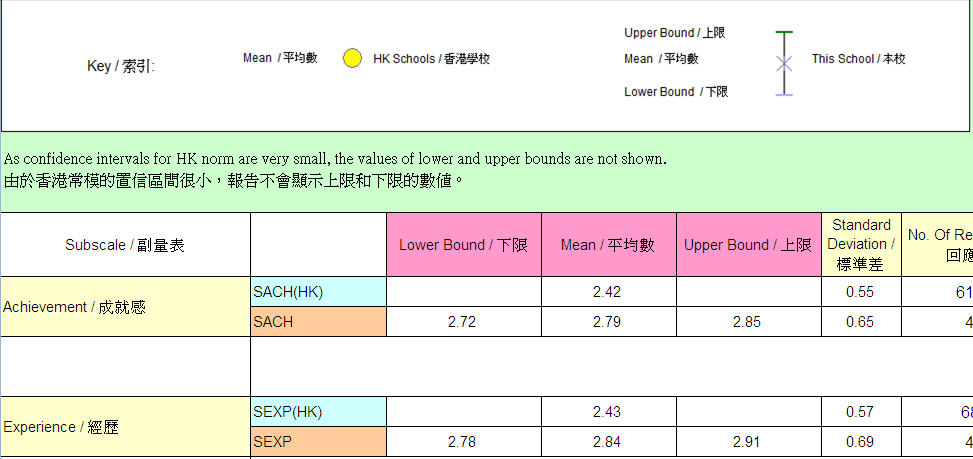 Upper Bound / 上限
Key / 索引: Mean / 平均數 HK Schools / 香港學校 Mean / 平均數 This School / 本校
Lower Bound / 下限
As confidence intervals for HK norm are very small, the values of lower and upper bounds are not shown.
由於香港常模的置信區間很小，報告不會顯示上限和下限的數值。
Subscale / 副量表 Lower Bound / 下限 Mean / 平均數 Upper Bound / 上限 Standard Deviation / 標準差 No. Of Re 回應
Achievement / 成就感
SACH(HK) 2.42 0.55 61
SACH 2.72 2.79 2.85 0.65 4
Experience / 經歷
SEXP(HK) 2.43 0.57 68
SEXP 2.78 2.84 2.91 0.69 4